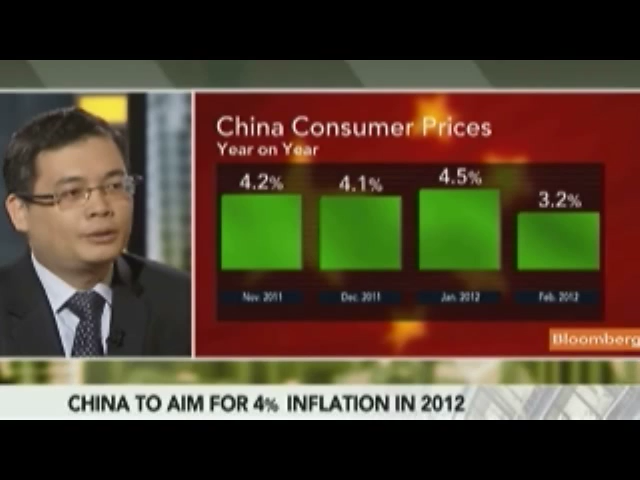 China Consumer Prices
Year on Year
4.2% 4.1% 4.5% 3.2%
Nov. 2011 Dec. 2011 Jan. 2012 Feb. 2012
Bloomberg
CHINA TO AIM FOR 4% INFLATION IN 2012